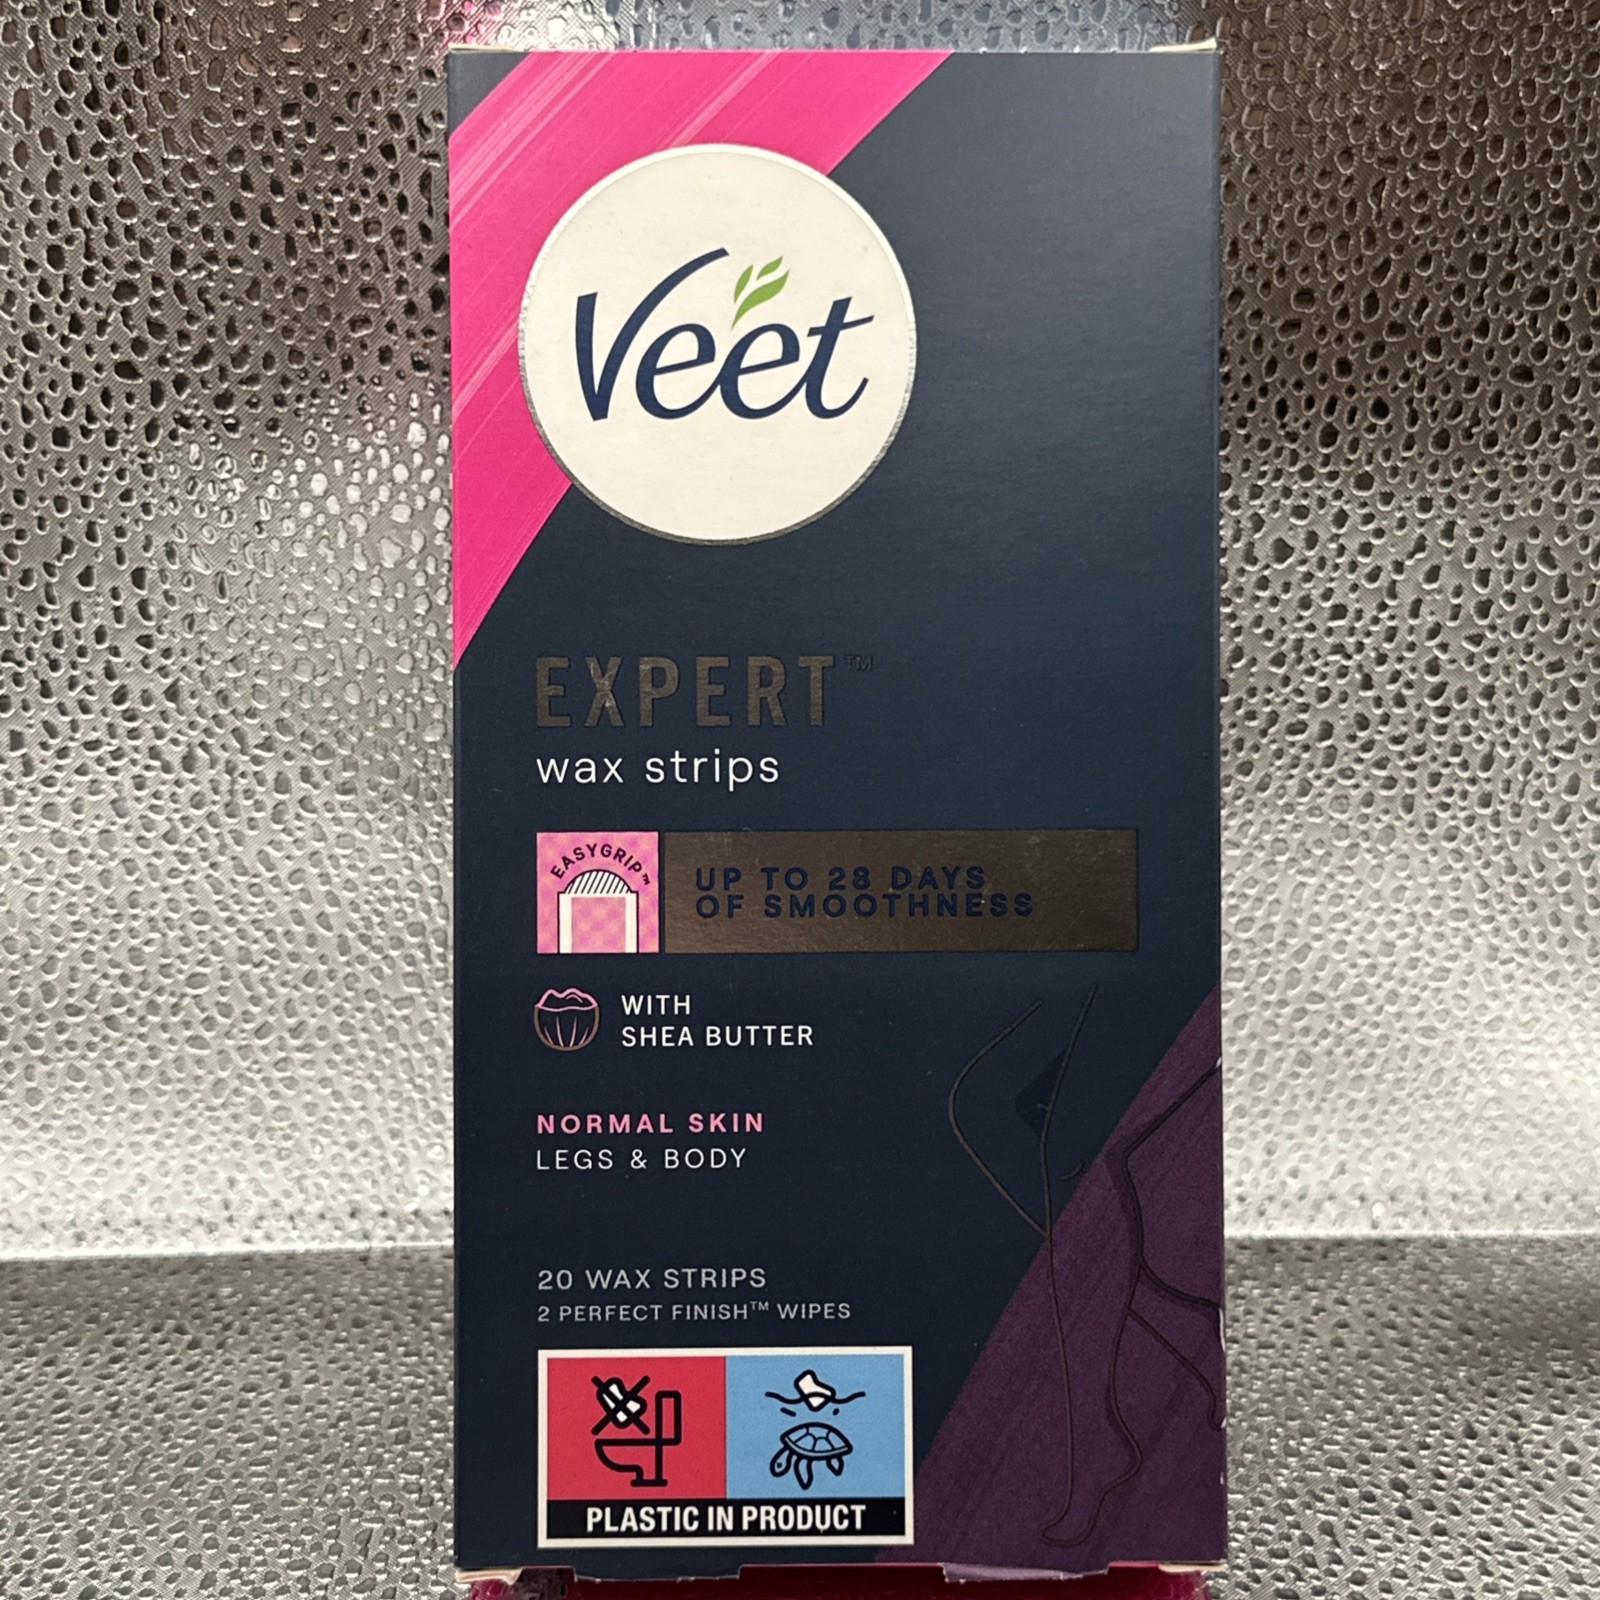 Veet
EXPERT™
wax strips
EASYGRIP™
UP TO 28 DAYS
OF SMOOTHNESS
WITH
SHEA BUTTER
NORMAL SKIN
LEGS & BODY
20 WAX STRIPS
2 PERFECT FINISH™ WIPES
PLASTIC IN PRODUCT